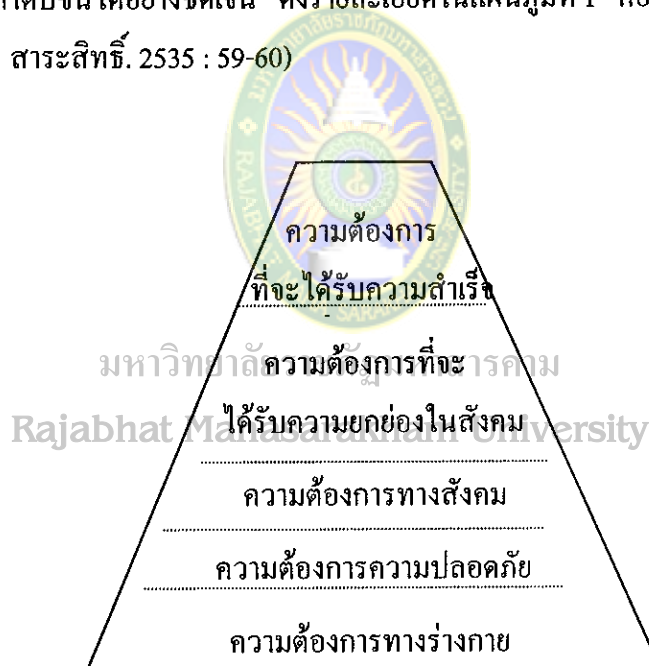 สาระสิทธิ์. 2535 : 59-60)
ความต้องการ
ที่จะได้รับความสำเร็จ
ความต้องการที่จะ
ได้รับความยกย่องในสังคม
ความต้องการทางสังคม
ความต้องการความปลอดภัย
ความต้องการทางร่างกาย
มหาวิทยาลัยราชภัฏมหาสารคาม
Rajabhat Mahasarakham University